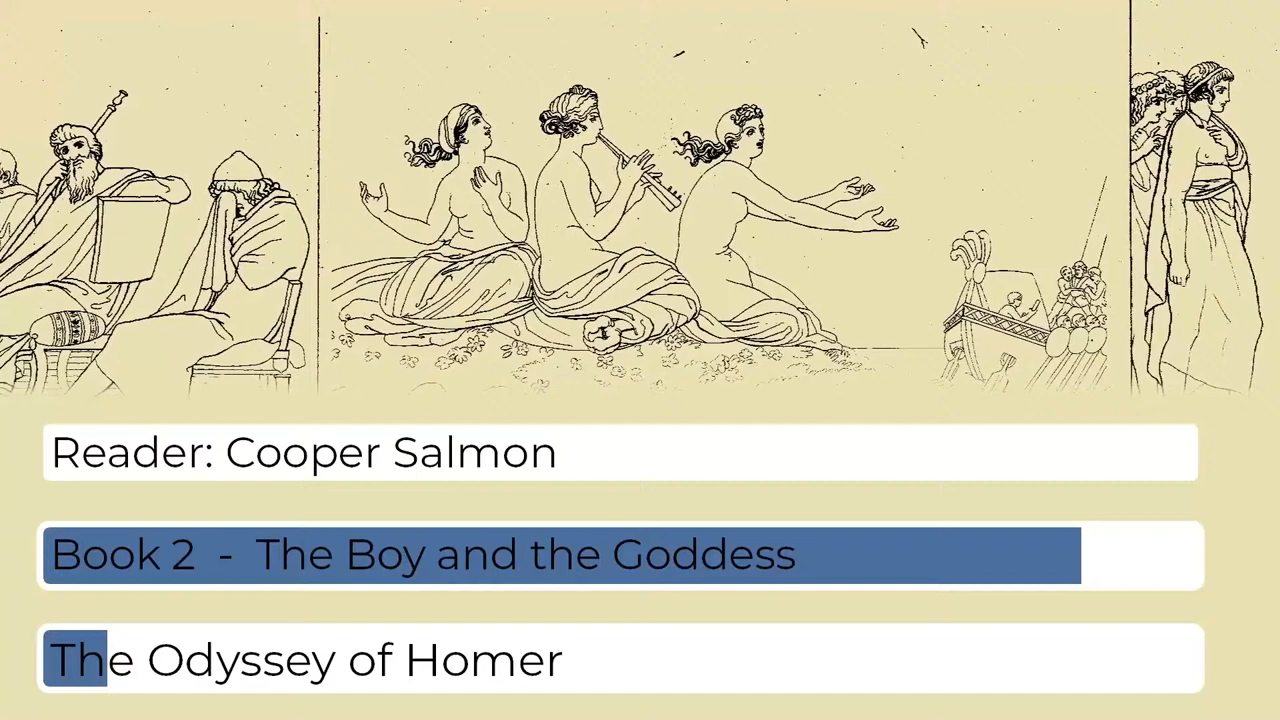 Reader: Cooper Salmon
Book 2 - The Boy and the Goddess
The Odyssey of Homer